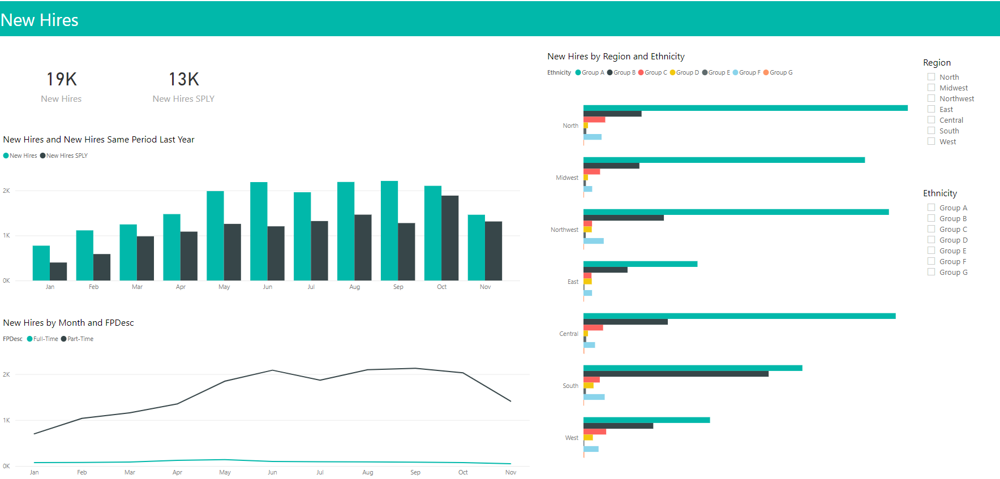 New Hires
19K
New Hires
13K
New Hires SPLY
New Hires and New Hires Same Period Last Year
New Hires New Hires SPLY
2K
1K
0K
Jan Feb Mar Apr May Jun Jul Aug Sep Oct Nov
New Hires by Month and FPDesc
FPDesc Full-Time Part-Time
2K
1K
0K
Jan Feb Mar Apr May Jun Jul Aug Sep Oct Nov
New Hires by Region and Ethnicity
Ethnicity Group A Group B Group C Group D Group E Group F Group G
North
Midwest
Northwest
East
Central
South
West
Region
North
Midwest
Northwest
East
Central
South
West
Ethnicity
Group A
Group B
Group C
Group D
Group E
Group F
Group G